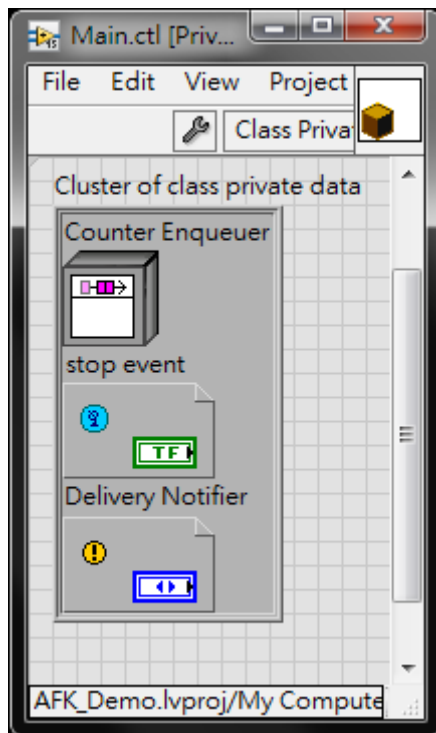 Main.ctl [Priv...
File Edit View Project
Class Priva
Cluster of class private data
Counter Enqueuer
stop event
TF
Delivery Notifier
AFK_Demo.lvproj/My Compute